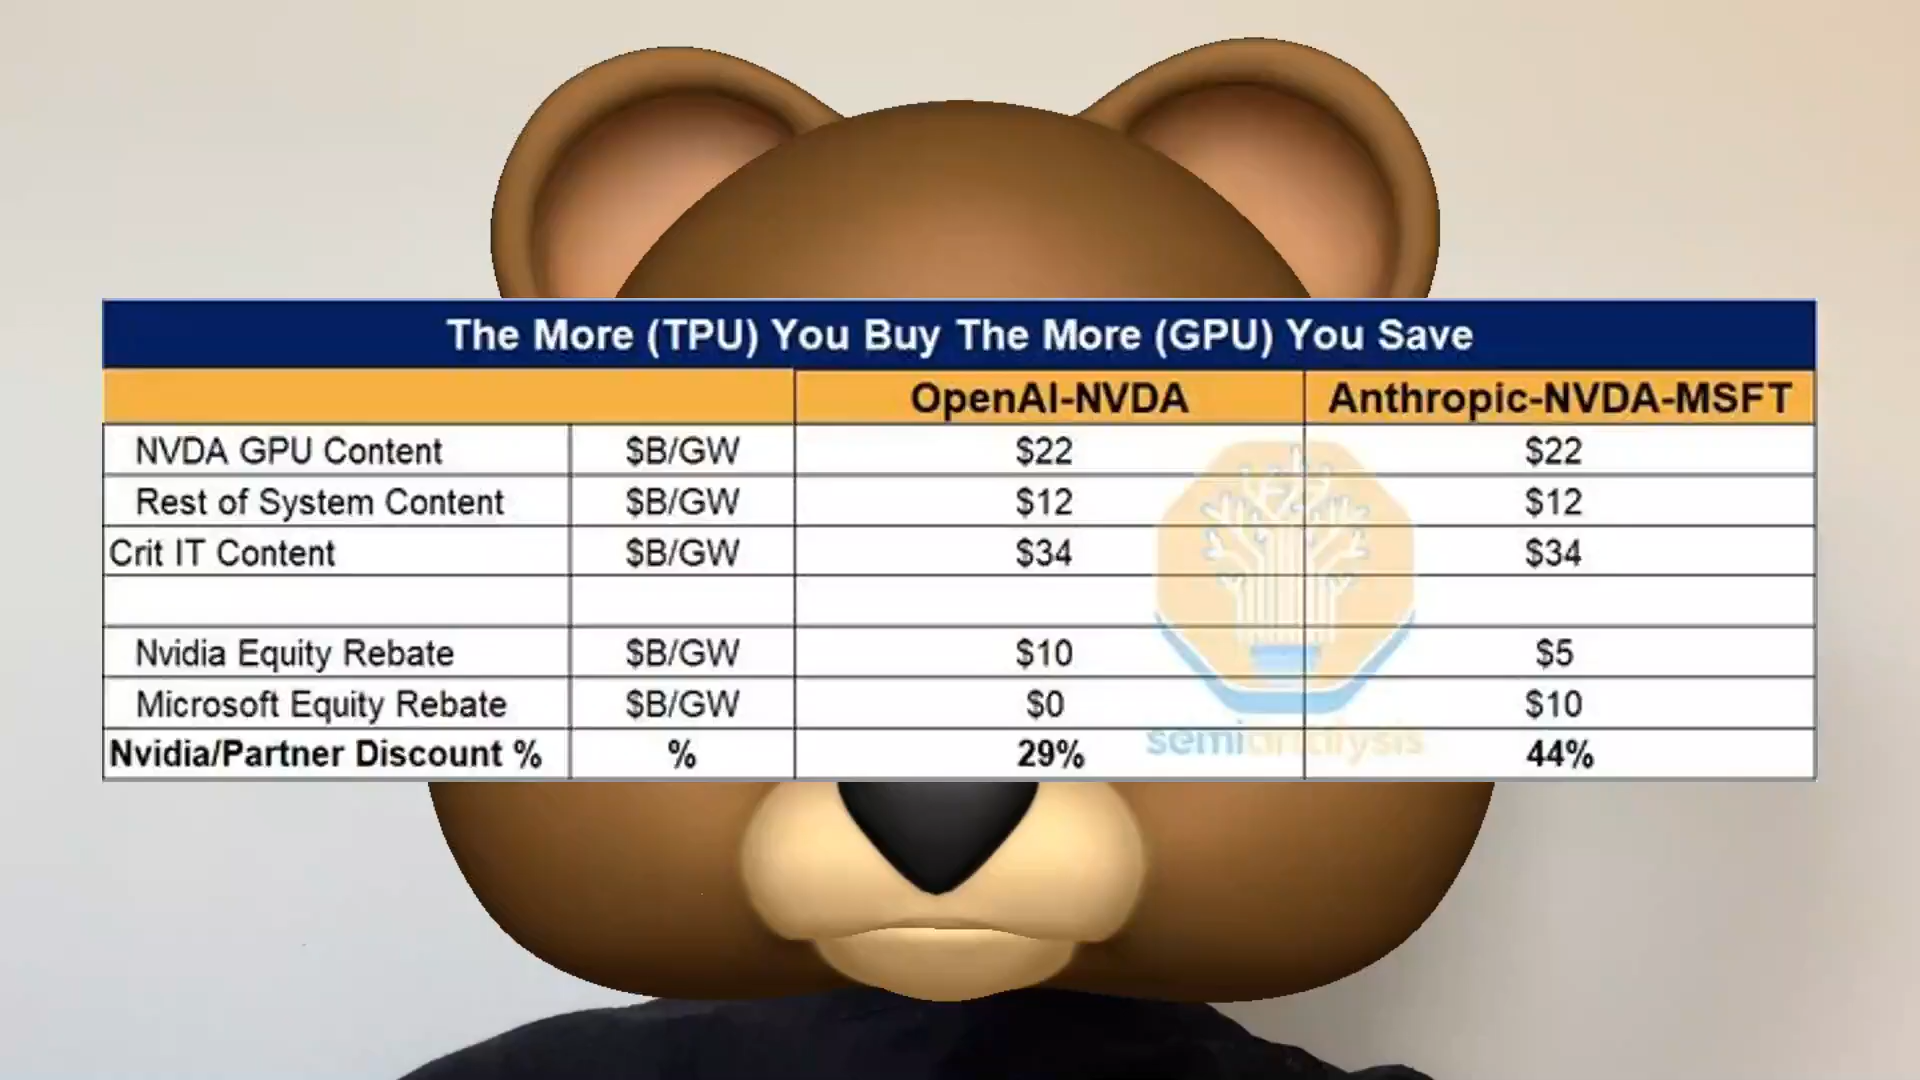 The More (TPU) You Buy The More (GPU) You Save
OpenAI-NVDA Anthropic-NVDA-MSFT
NVDA GPU Content $B/GW $22 $22
Rest of System Content $B/GW $12 $12
Crit IT Content $B/GW $34 $34
Nvidia Equity Rebate $B/GW $10 $5
Microsoft Equity Rebate $B/GW $0 $10
Nvidia/Partner Discount % % 29% 44%
semianalysis